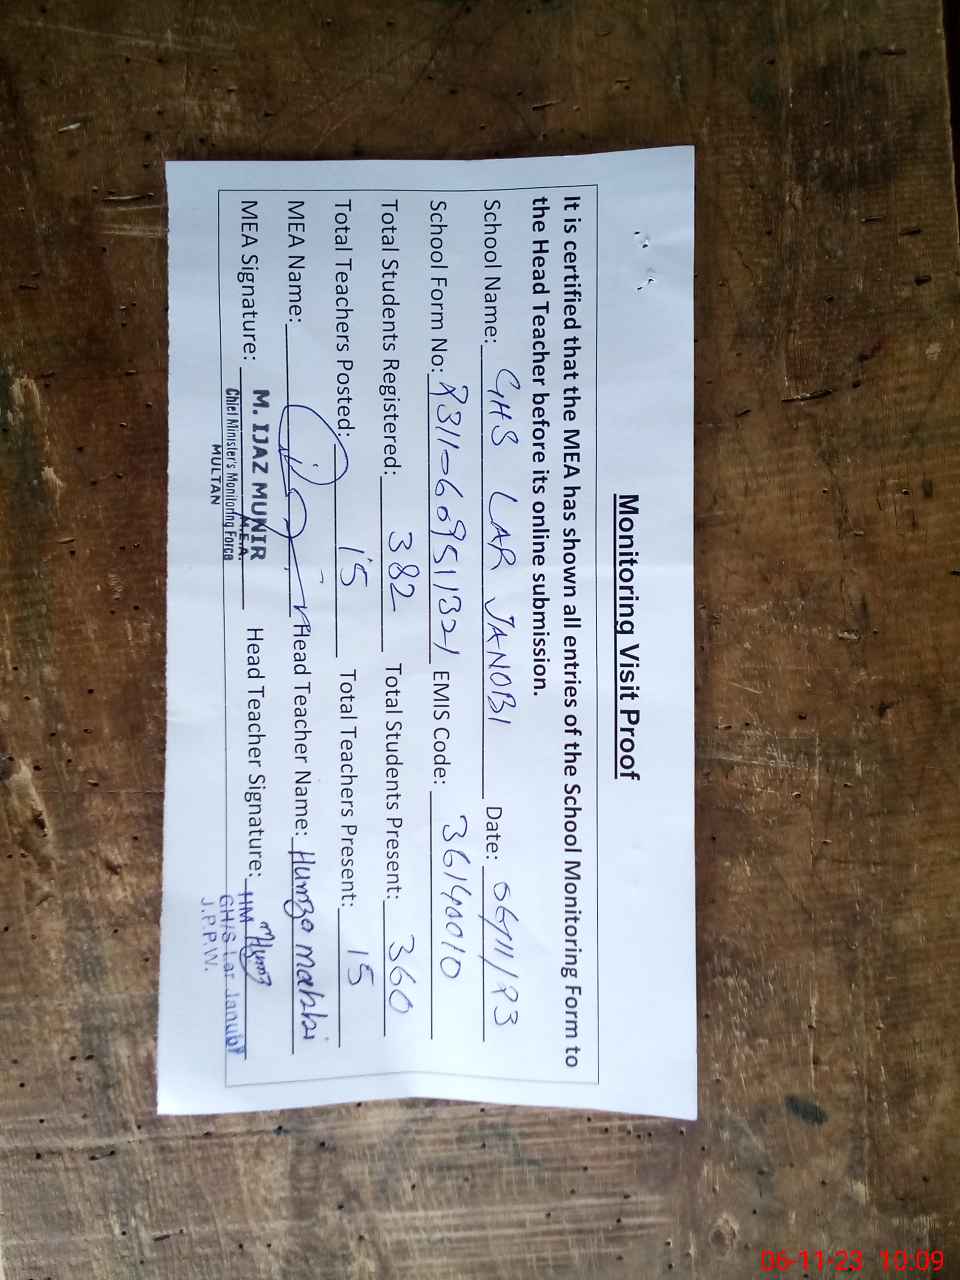 Monitoring Visit Proof
It is certified that the MEA has shown all entries of the School Monitoring Form to
the Head Teacher before its online submission.
School Name: GHS LAR JANOBI Date: 06/11/23
School Form No: 2311-60951321 EMIS Code: 36140010
Total Students Registered: 382 Total Students Present: 360
Total Teachers Posted: 15 Total Teachers Present: 15
MEA Name: Head Teacher Name: Humza makki
MEA Signature: M. IJAZ MUNIR Head Teacher Signature: HM
M.E.A. GH/S Lar Janubi
Chief Minister's Monitoring Force J.P.P.W.
MULTAN
06-11-23 10:09